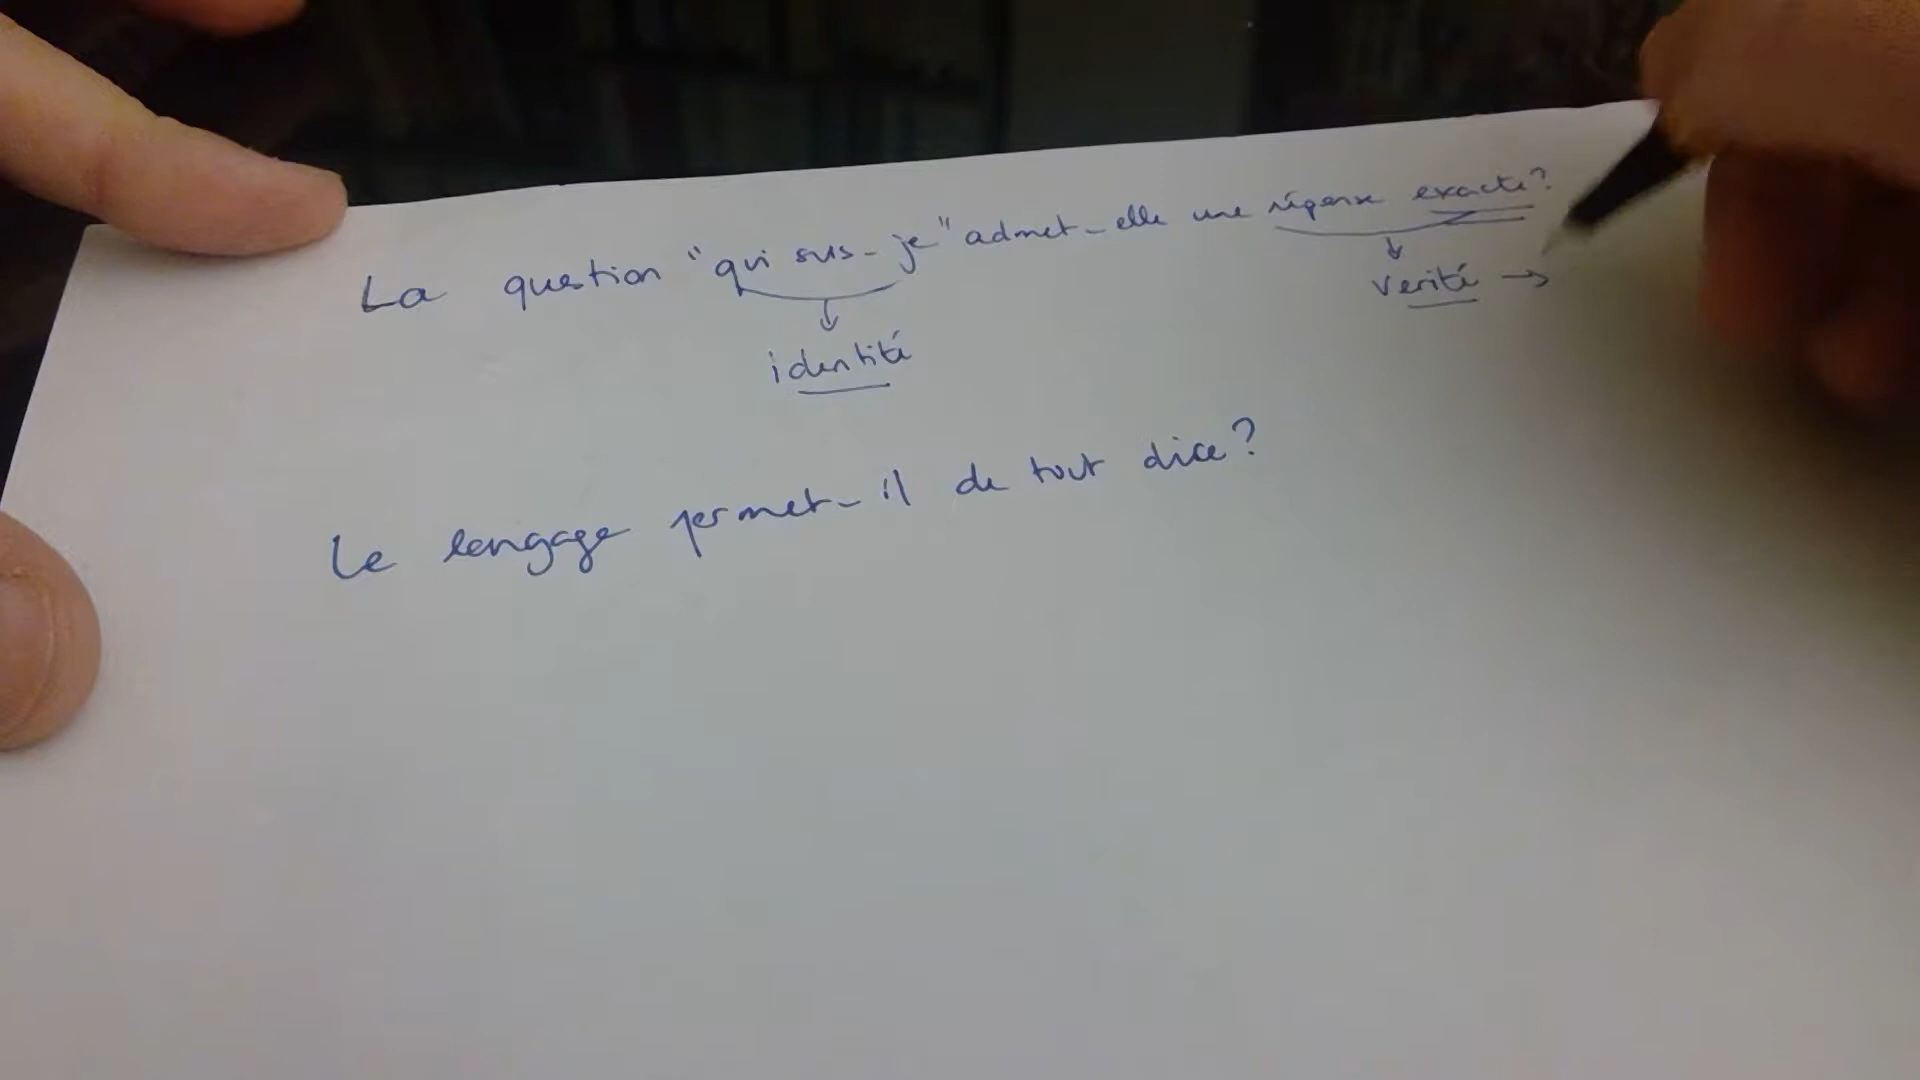 La question "qui suis-je" admet-elle une réponse exacte?
vérité →
identité
Le langage permet-il de tout dire?